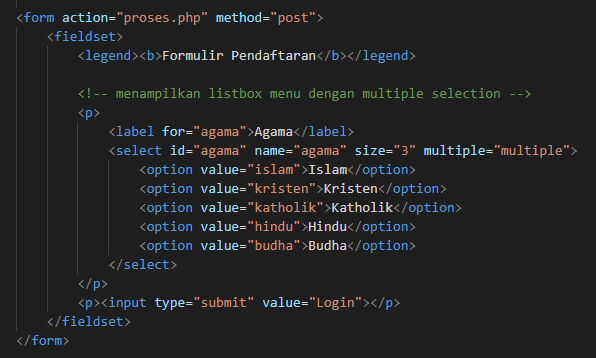 <form action="proses.php" method="post">
<fieldset>
<legend><b>Formulir Pendaftaran</b></legend>
<!-- menampilkan listbox menu dengan multiple selection -->
<p>
<label for="agama">Agama</label>
<select id="agama" name="agama" size="3" multiple="multiple">
<option value="islam">Islam</option>
<option value="kristen">Kristen</option>
<option value="katholik">Katholik</option>
<option value="hindu">Hindu</option>
<option value="budha">Budha</option>
</select>
</p>
<p><input type="submit" value="Login"></p>
</fieldset>
</form>